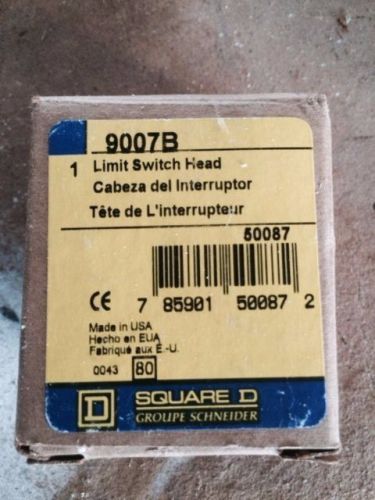 9007B
1 Limit Switch Head
Cabeza del Interruptor
Tête de L'interrupteur
50087
CE 7 85901 50087 2
Made in USA
Hecho en EUA
Fabriqué aux E.-U.
0043 80
D SQUARE D
GROUPE SCHNEIDER